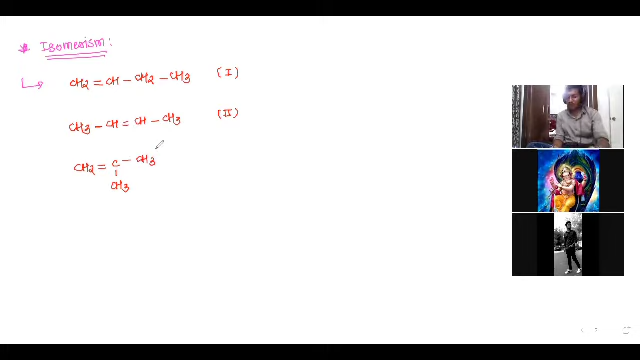 * Isomerism:
↳ CH2 = CH - CH2 - CH3 [I]
CH3 - CH = CH - CH3 [II]
CH2 = C - CH3
|
CH3